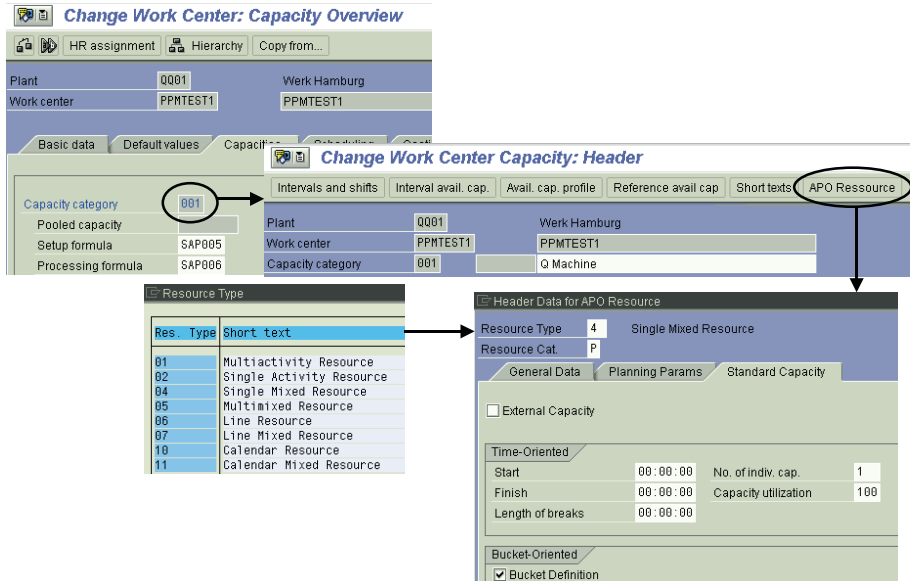 Change Work Center: Capacity Overview
HR assignment Hierarchy Copy from...
Plant QQ01 Werk Hamburg
Work center PPMTEST1 PPMTEST1
Basic data Default values
Capacity category 001
Pooled capacity
Setup formula SAP005
Processing formula SAP006
Change Work Center Capacity: Header
Intervals and shifts Interval avail. cap. Avail. cap. profile Reference avail cap Short texts APO Ressource
Plant QQ01 Werk Hamburg
Work center PPMTEST1 PPMTEST1
Capacity category 001 Q Machine
Resource Type
Res. Type Short text
01 Multiactivity Resource
02 Single Activity Resource
04 Single Mixed Resource
05 Multimixed Resource
06 Line Resource
07 Line Mixed Resource
10 Calendar Resource
11 Calendar Mixed Resource
Header Data for APO Resource
Resource Type 4 Single Mixed Resource
Resource Cat. P
General Data Planning Params Standard Capacity
External Capacity
Time-Oriented
Start 00:00:00 No. of indiv. cap. 1
Finish 00:00:00 Capacity utilization 100
Length of breaks 00:00:00
Bucket-Oriented
Bucket Definition